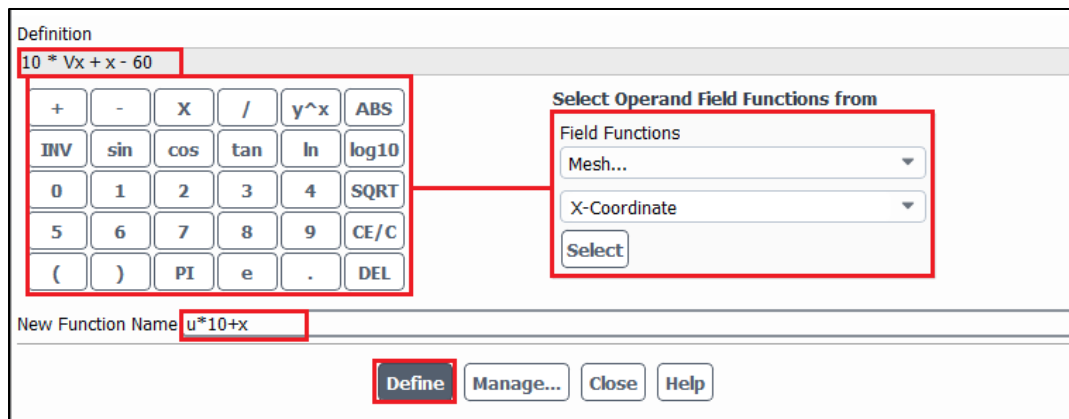 Definition
10 * Vx + x - 60
+ - X / y^x ABS
Select Operand Field Functions from
Field Functions
INV sin cos tan ln log10
Mesh...
0 1 2 3 4 SQRT
X-Coordinate
5 6 7 8 9 CE/C
Select
( ) PI e . DEL
New Function Name u*10+x
Define Manage... Close Help